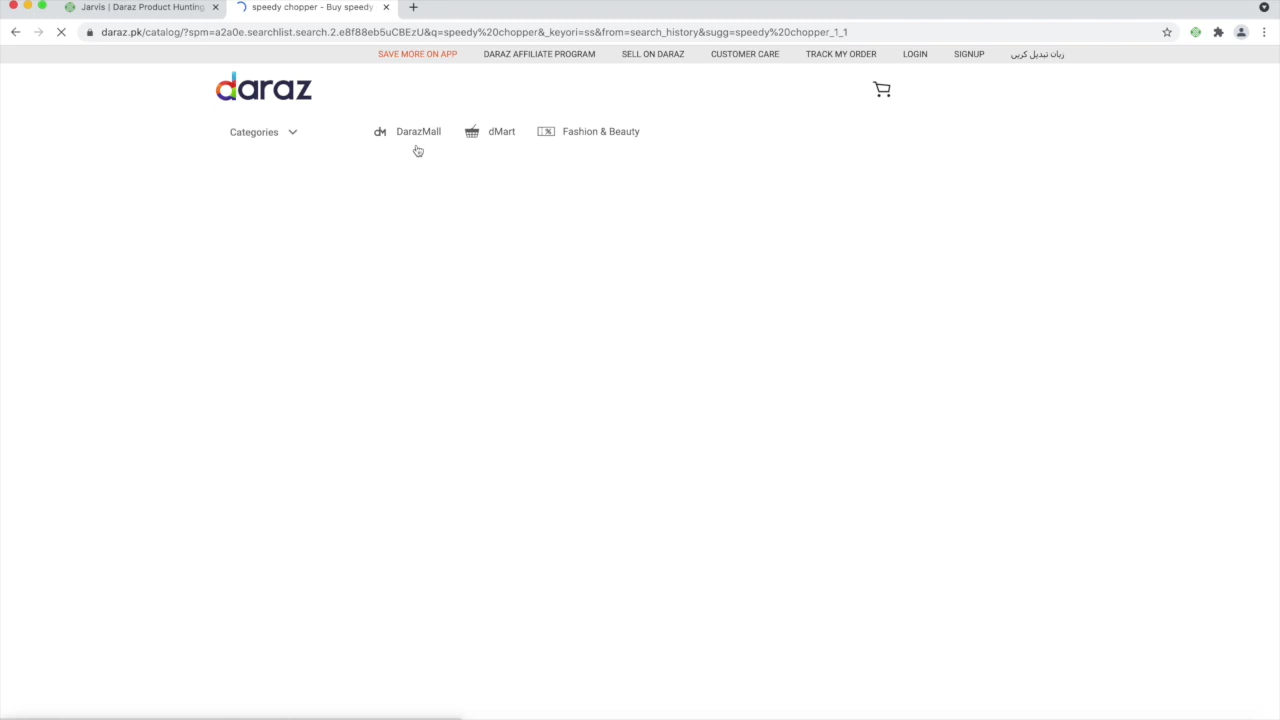 Jarvis | Daraz Product Hunting
speedy chopper - Buy speedy
daraz.pk/catalog/?spm=a2a0e.searchlist.search.2.e8f88eb5uCBEzU&q=speedy%20chopper&_keyori=ss&from=search_history&sugg=speedy%20chopper_1_1
SAVE MORE ON APP DARAZ AFFILIATE PROGRAM SELL ON DARAZ CUSTOMER CARE TRACK MY ORDER LOGIN SIGNUP زبان تبدیل کریں
daraz
Categories DarazMall dMart Fashion & Beauty